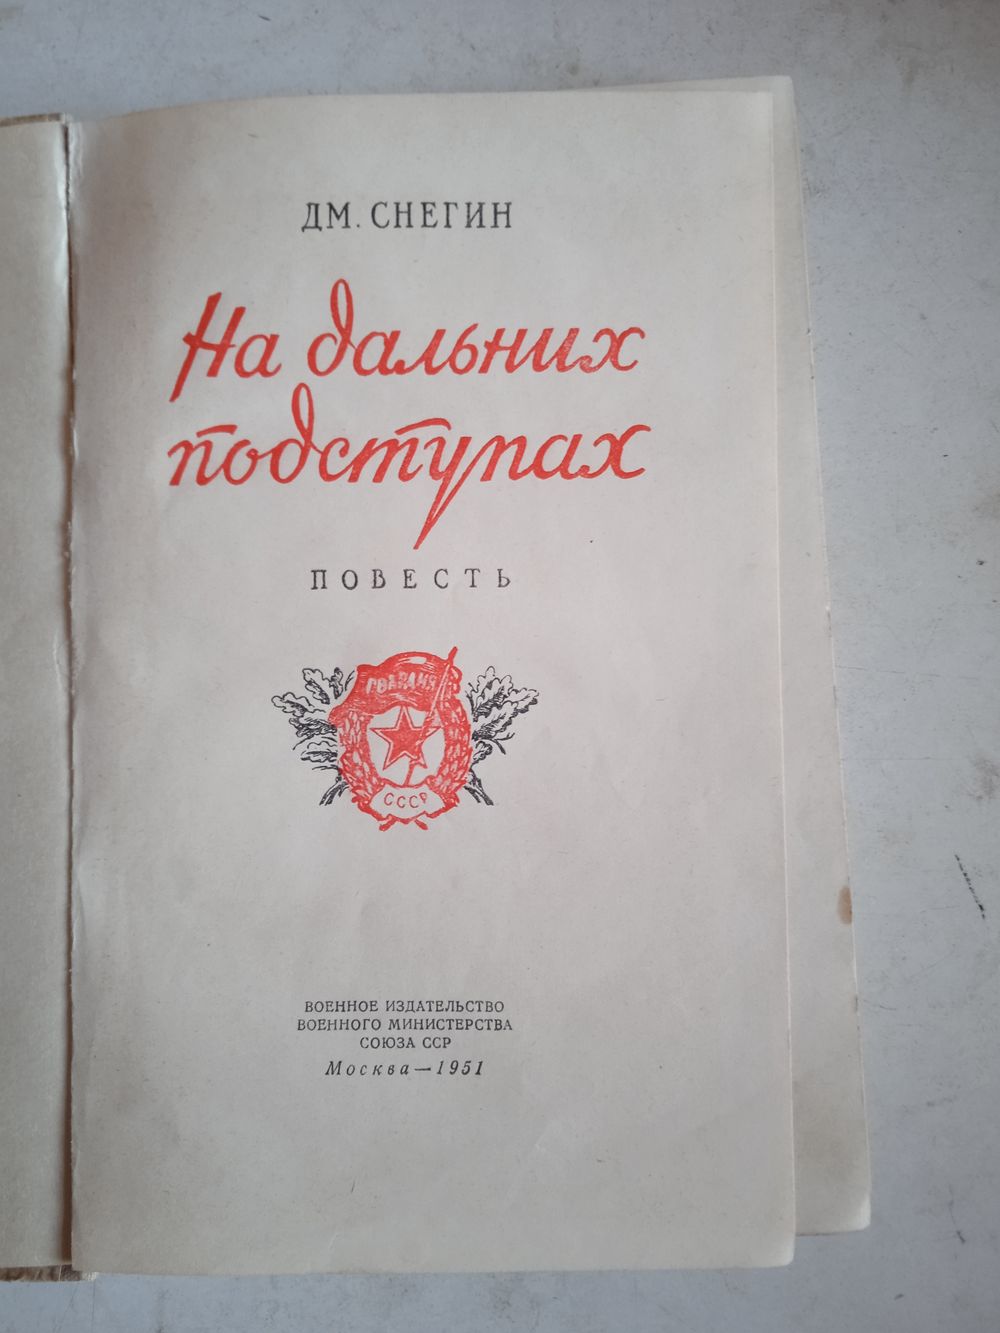 ДМ. СНЕГИН
На дальних
подступах
ПОВЕСТЬ
ГВАРДИЯ
СССР
ВОЕННОЕ ИЗДАТЕЛЬСТВО
ВОЕННОГО МИНИСТЕРСТВА
СОЮЗА ССР
Москва—1951